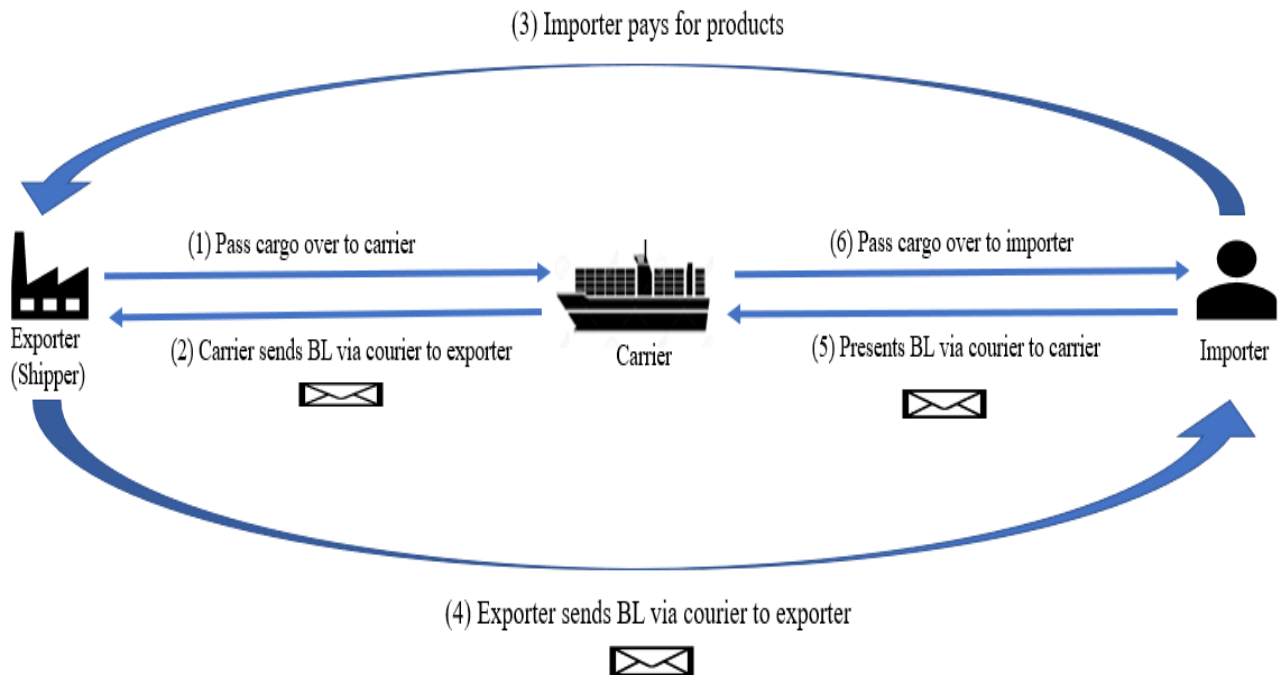 (3) Importer pays for products
(1) Pass cargo over to carrier
(6) Pass cargo over to importer
Exporter
(Shipper)
(2) Carrier sends BL via courier to exporter
Carrier
(5) Presents BL via courier to carrier
Importer
(4) Exporter sends BL via courier to exporter